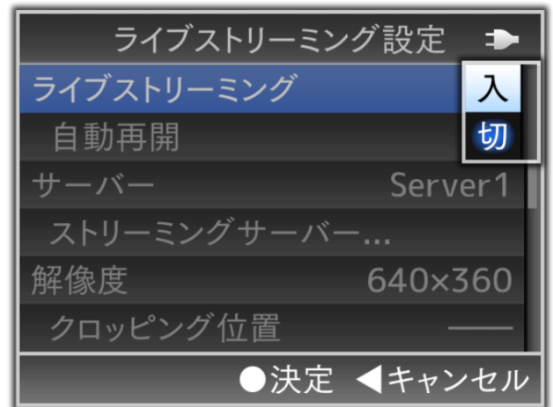 ライブストリーミング設定
ライブストリーミング 入
自動再開 切
サーバー Server1
ストリーミングサーバー...
解像度 640×360
クロッピング位置 ――
●決定 ◀キャンセル